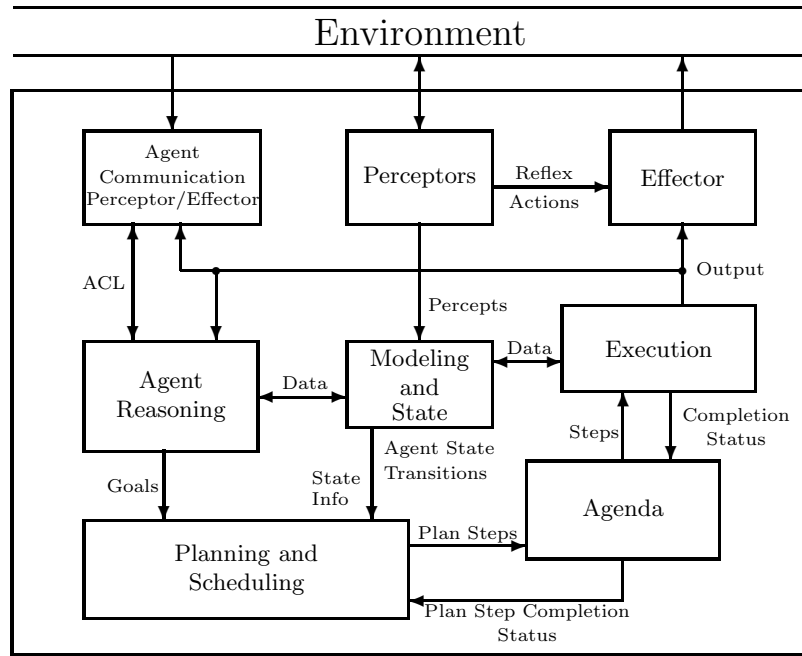 Environment
Agent
Communication
Perceptor/Effector
Perceptors
Reflex
Actions
Effector
ACL
Percepts
Output
Agent
Reasoning
Data
Modeling
and
State
Data
Execution
Goals
State
Info
Agent State
Transitions
Steps
Completion
Status
Planning and
Scheduling
Plan Steps
Agenda
Plan Step Completion
Status